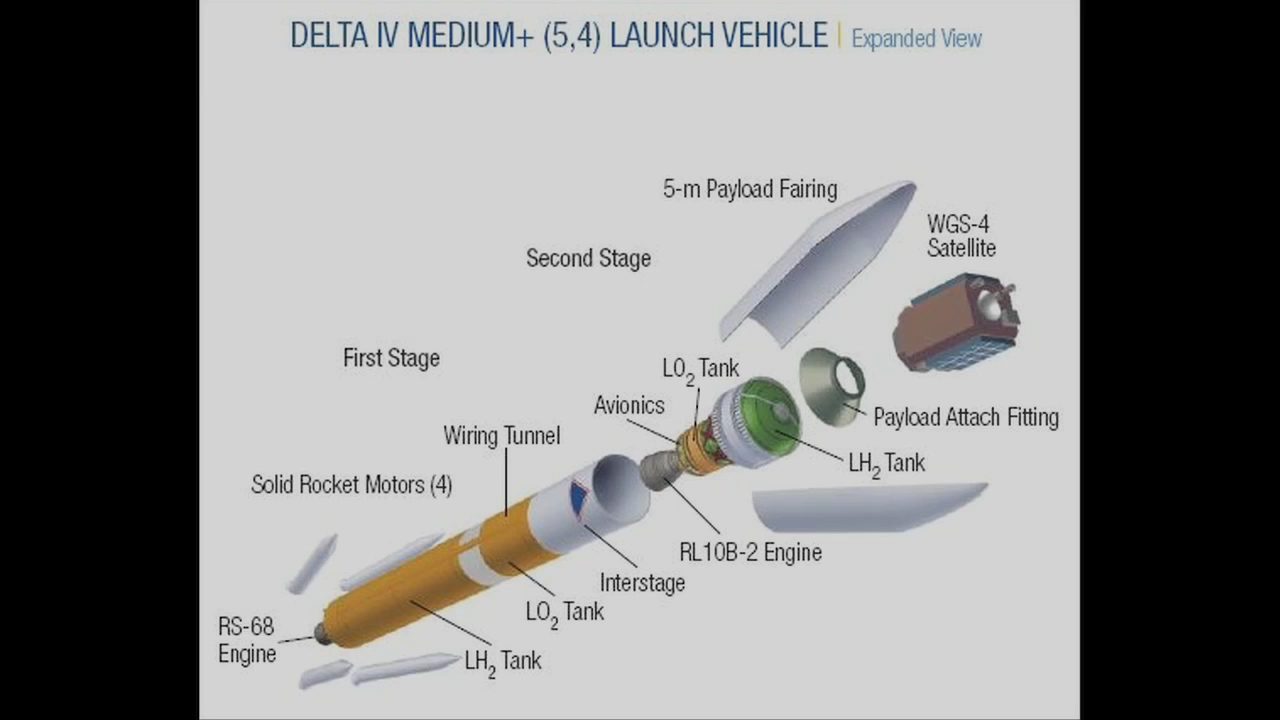 DELTA IV MEDIUM+ (5,4) LAUNCH VEHICLE | Expanded View
5-m Payload Fairing
WGS-4
Satellite
Second Stage
First Stage
LO2 Tank
Avionics
Payload Attach Fitting
Wiring Tunnel
LH2 Tank
Solid Rocket Motors (4)
RL10B-2 Engine
Interstage
LO2 Tank
RS-68
Engine
LH2 Tank